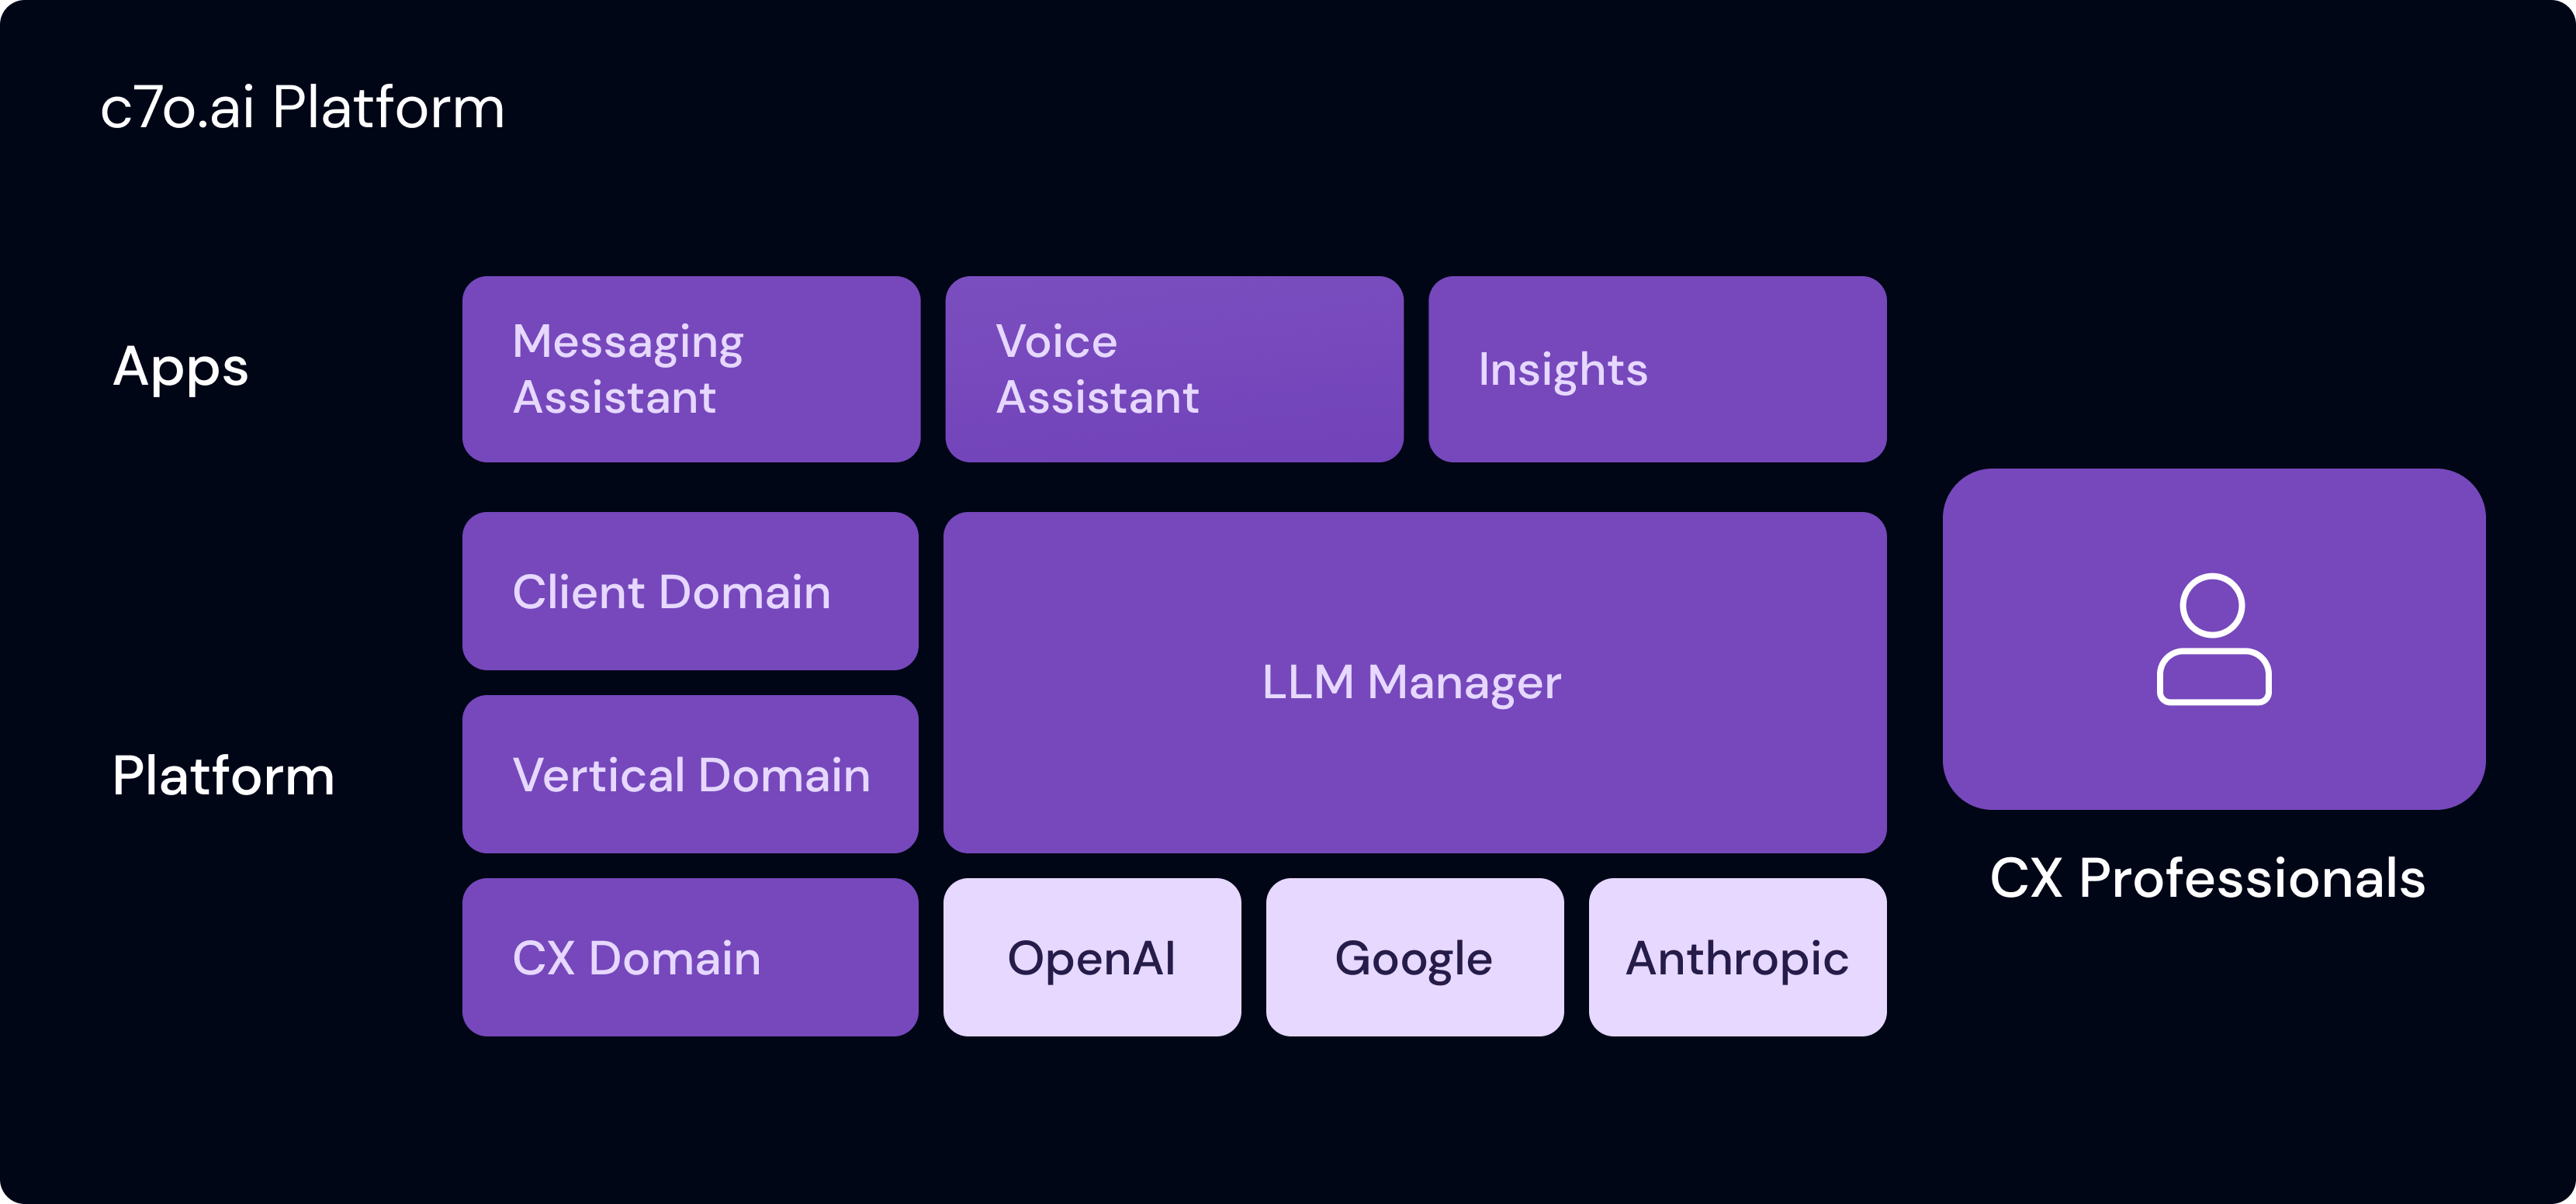 c7o.ai Platform
Apps
Messaging
Assistant
Voice
Assistant
Insights
Platform
Client Domain
Vertical Domain
CX Domain
LLM Manager
OpenAI
Google
Anthropic
CX Professionals